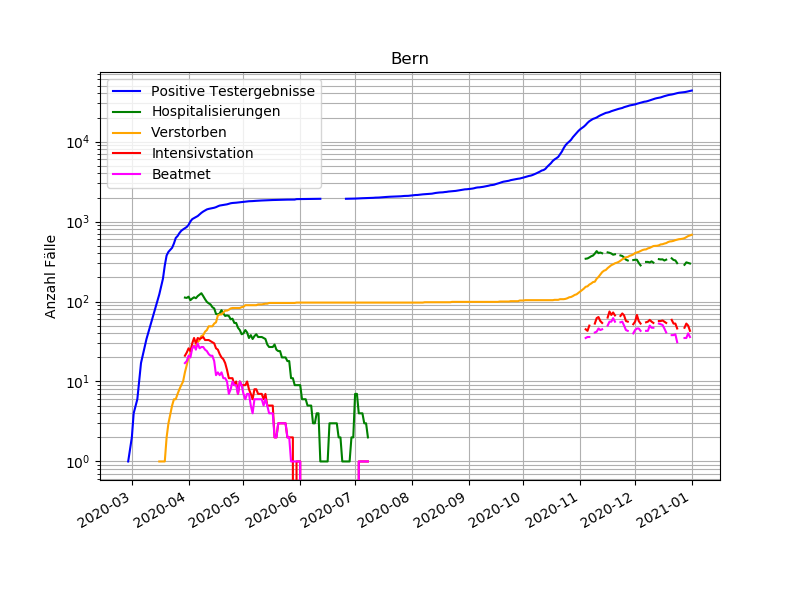 Bern
Positive Testergebnisse
Hospitalisierungen
Verstorben
Intensivstation
Beatmet
Anzahl Fälle
10^4
10^3
10^2
10^1
10^0
2020-03
2020-04
2020-05
2020-06
2020-07
2020-08
2020-09
2020-10
2020-11
2020-12
2021-01